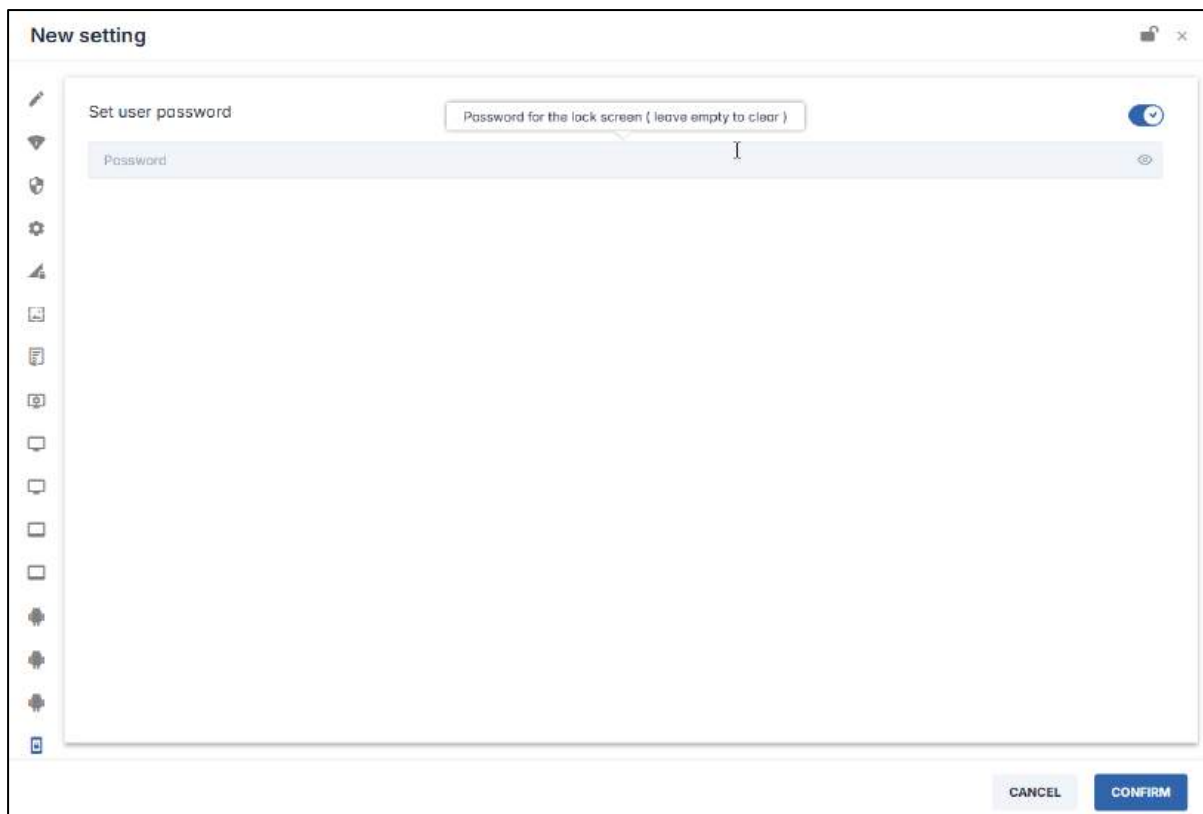 New setting
Set user password
Password for the lock screen ( leave empty to clear )
Password
CANCEL
CONFIRM